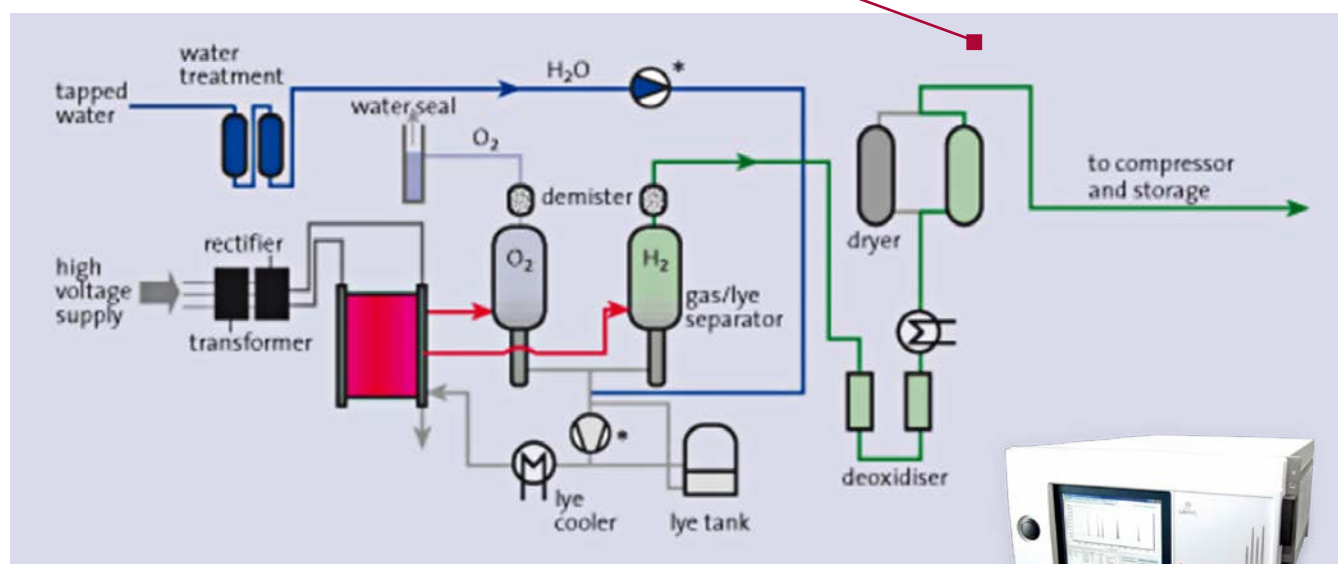 water
treatment
tapped
water
H₂O
*
water seal
O₂
demister
to compressor
and storage
dryer
rectifier
high
voltage
supply
transformer
O₂
H₂
gas/lye
separator
*
lye
cooler
lye tank
deoxidiser